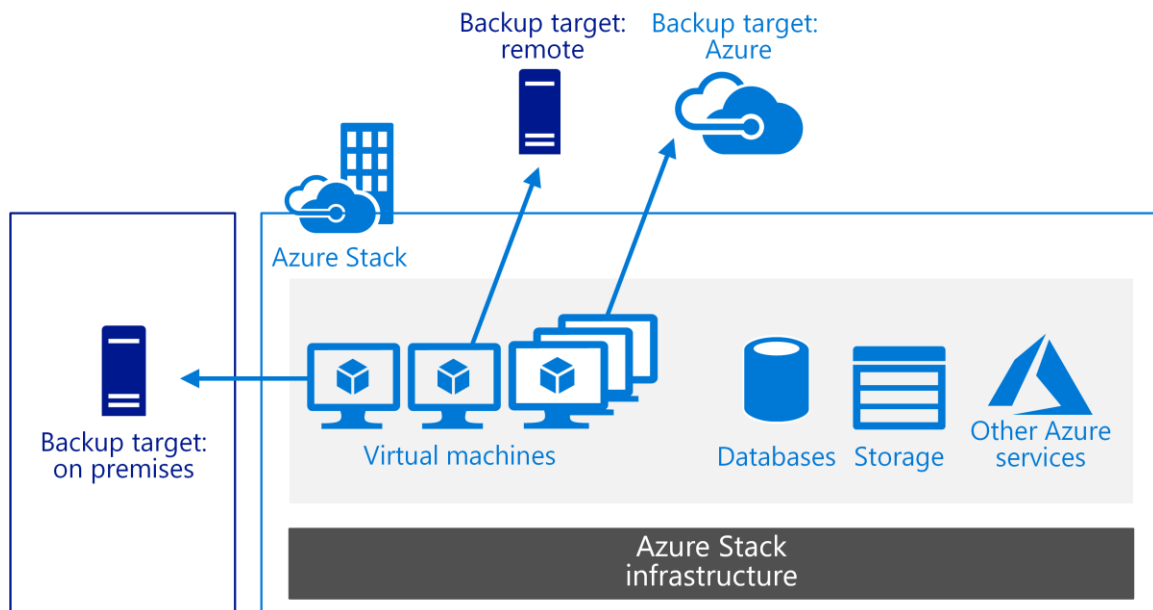 Backup target:
remote
Backup target:
Azure
Azure Stack
Backup target:
on premises
Virtual machines
Databases
Storage
Other Azure
services
Azure Stack
infrastructure